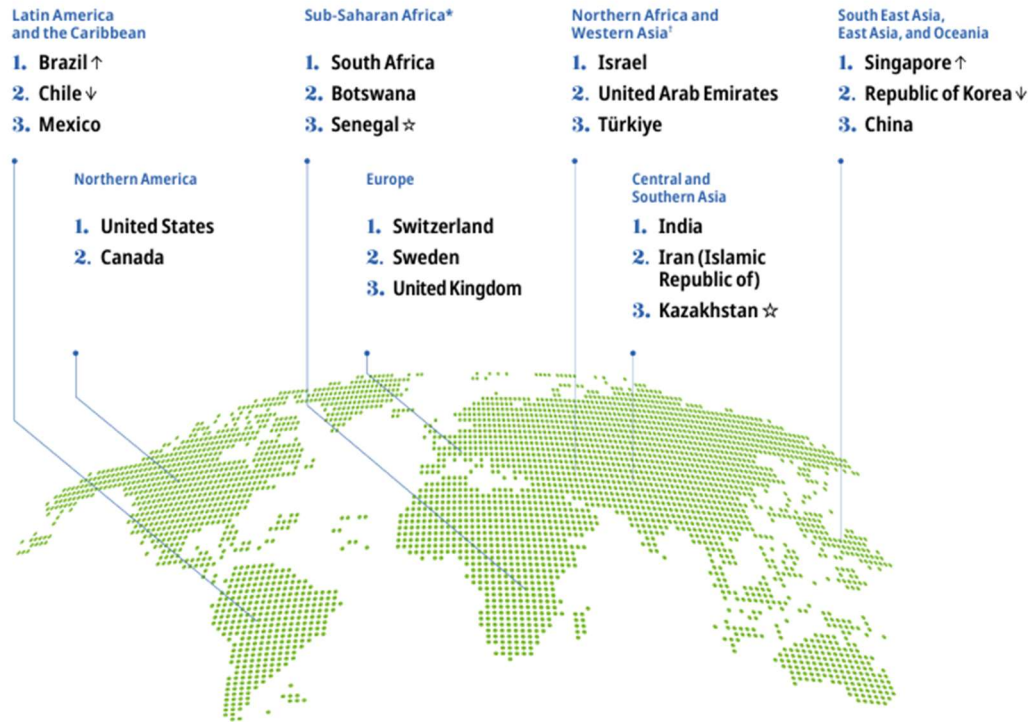 Latin America
and the Caribbean
1. Brazil ↑
2. Chile ↓
3. Mexico
Sub-Saharan Africa*
1. South Africa
2. Botswana
3. Senegal ☆
Northern Africa and
Western Asia†
1. Israel
2. United Arab Emirates
3. Türkiye
South East Asia,
East Asia, and Oceania
1. Singapore ↑
2. Republic of Korea ↓
3. China
Northern America
1. United States
2. Canada
Europe
1. Switzerland
2. Sweden
3. United Kingdom
Central and
Southern Asia
1. India
2. Iran (Islamic
Republic of)
3. Kazakhstan ☆